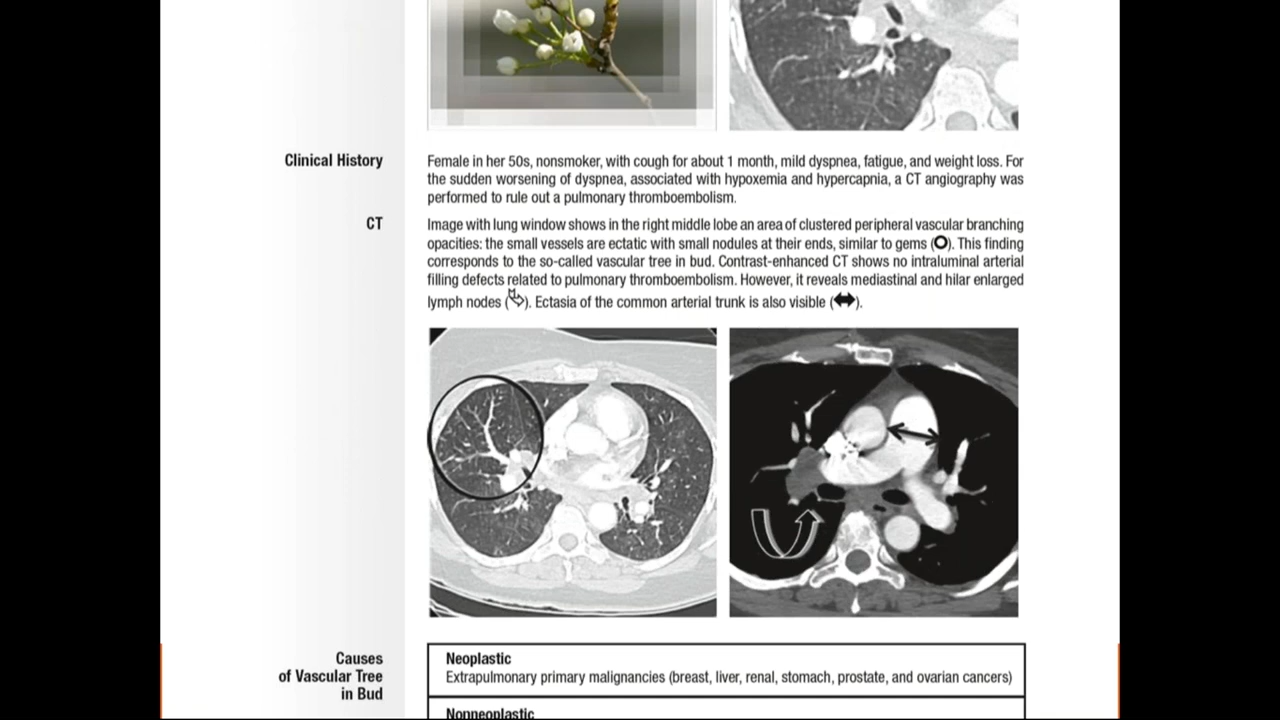 Clinical History
Female in her 50s, nonsmoker, with cough for about 1 month, mild dyspnea, fatigue, and weight loss. For
the sudden worsening of dyspnea, associated with hypoxemia and hypercapnia, a CT angiography was
performed to rule out a pulmonary thromboembolism.
CT
Image with lung window shows in the right middle lobe an area of clustered peripheral vascular branching
opacities: the small vessels are ectatic with small nodules at their ends, similar to gems (O). This finding
corresponds to the so-called vascular tree in bud. Contrast-enhanced CT shows no intraluminal arterial
filling defects related to pulmonary thromboembolism. However, it reveals mediastinal and hilar enlarged
lymph nodes (). Ectasia of the common arterial trunk is also visible (↔).
Causes
of Vascular Tree
in Bud
Neoplastic
Extrapulmonary primary malignancies (breast, liver, renal, stomach, prostate, and ovarian cancers)
Nonneoplastic